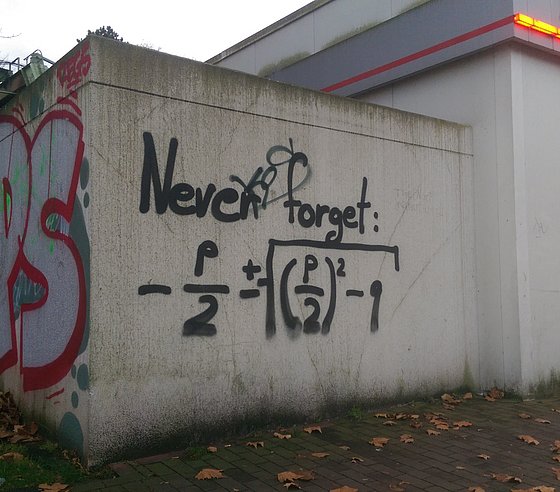 Never forget:
- p/2 ± √((p/2)² - q)